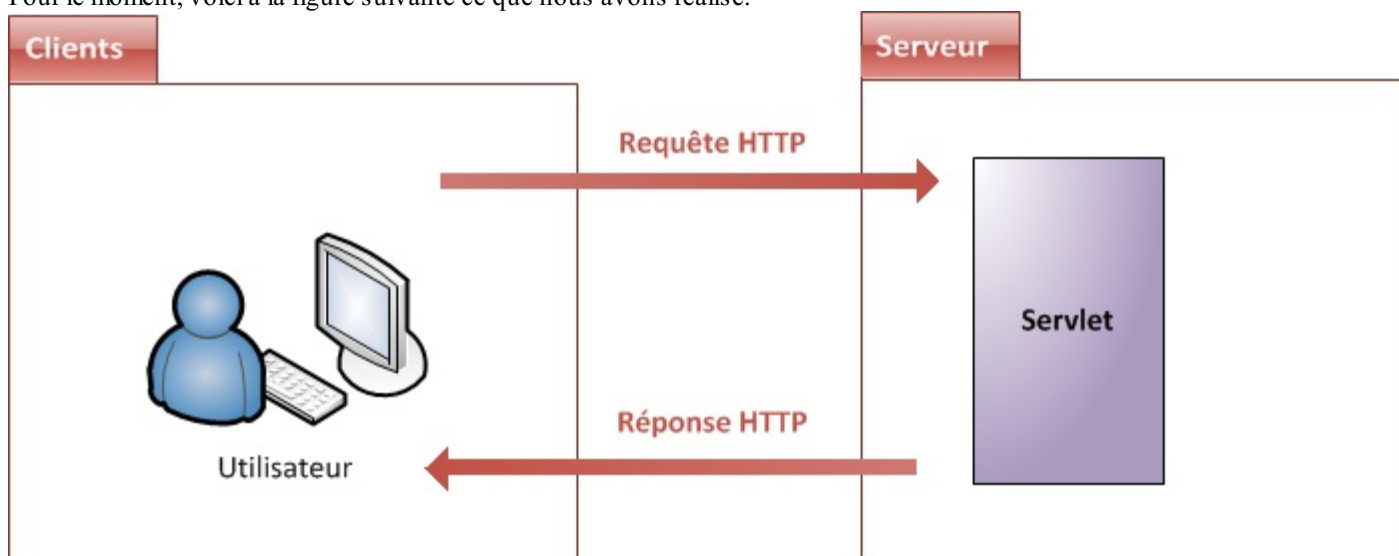 Pour le moment, voici à la figure suivante ce que nous avons réalisé.
Clients
Serveur
Requête HTTP
Servlet
Réponse HTTP
Utilisateur